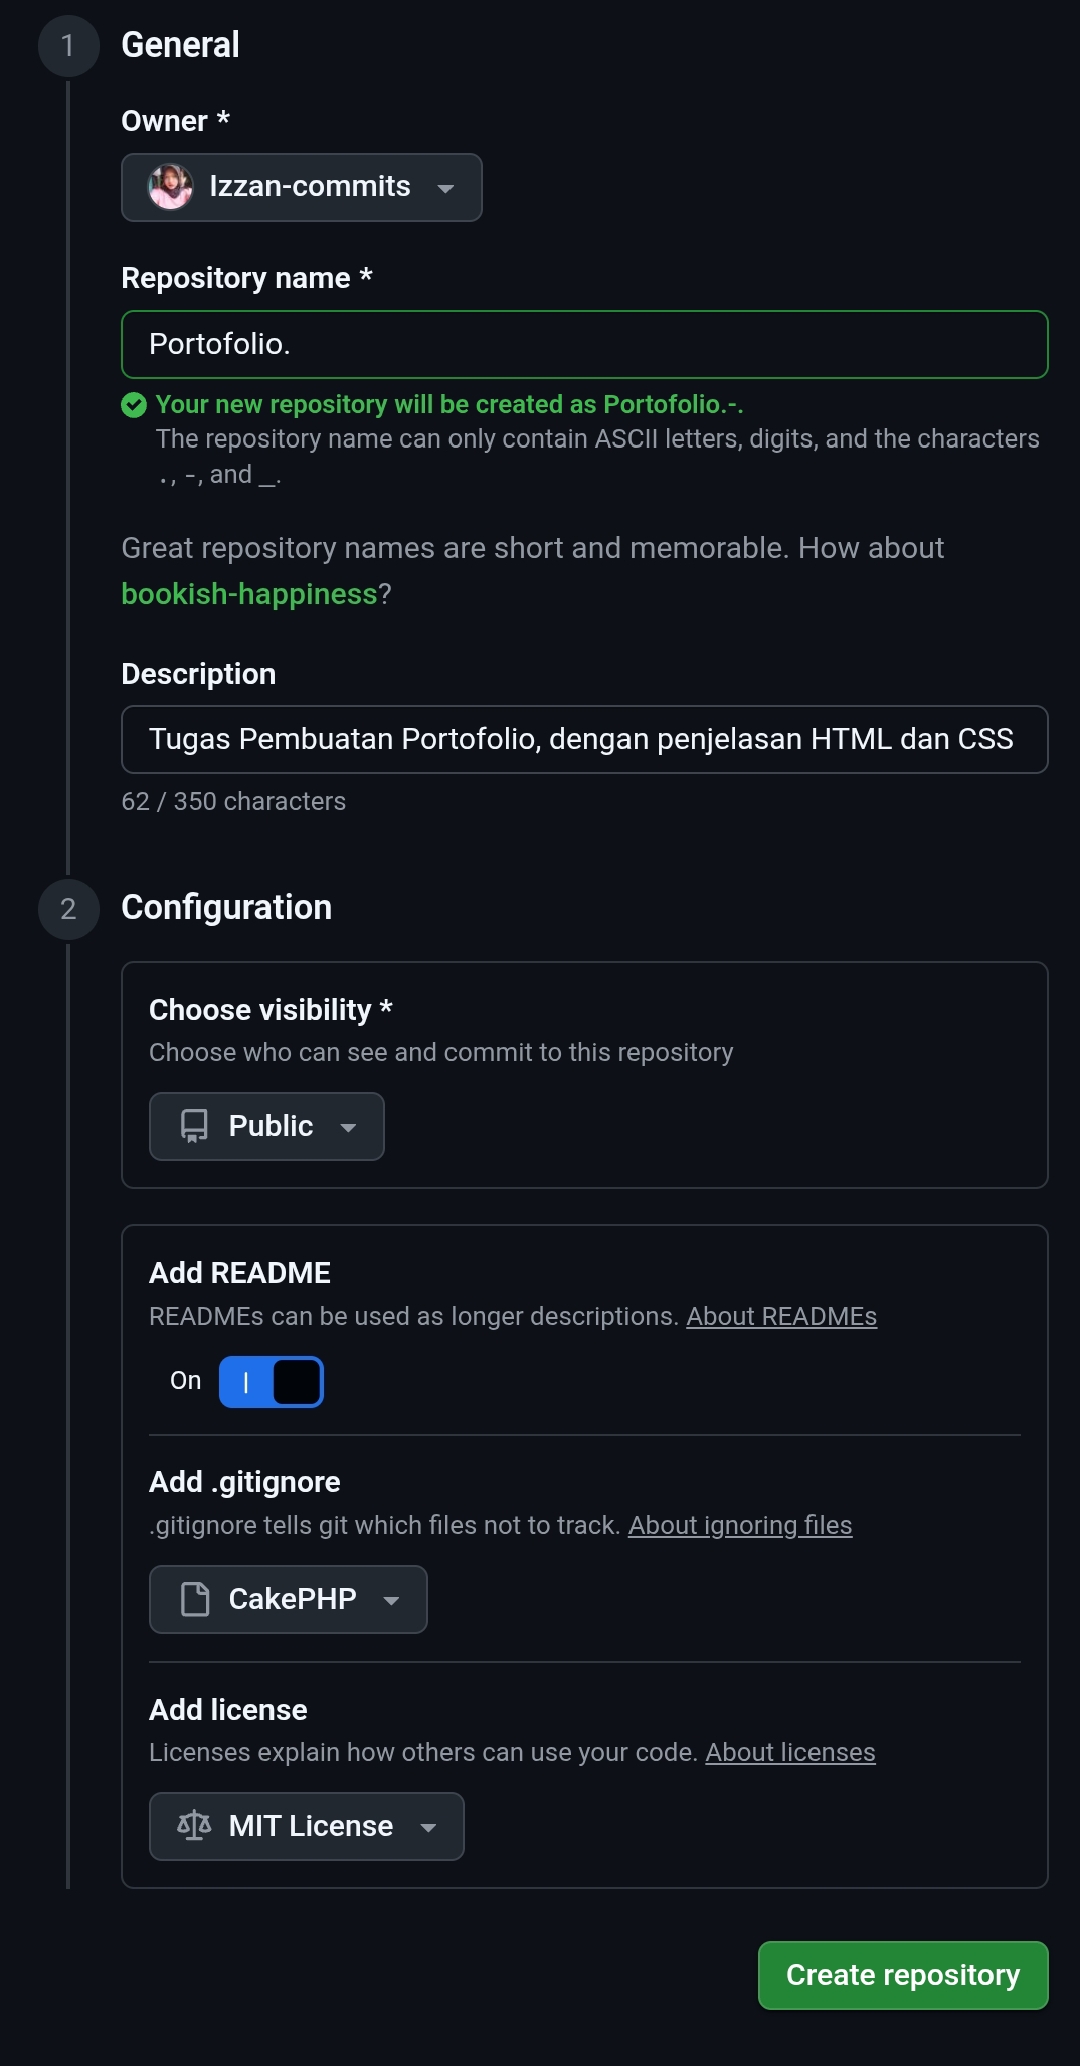 1 General
Owner *
Izzan-commits
Repository name *
Portofolio.
Your new repository will be created as Portofolio.-.
The repository name can only contain ASCII letters, digits, and the characters
., -, and _.
Great repository names are short and memorable. How about
bookish-happiness?
Description
Tugas Pembuatan Portofolio, dengan penjelasan HTML dan CSS
62 / 350 characters
2 Configuration
Choose visibility *
Choose who can see and commit to this repository
Public
Add README
READMEs can be used as longer descriptions. About READMEs
On
Add .gitignore
.gitignore tells git which files not to track. About ignoring files
CakePHP
Add license
Licenses explain how others can use your code. About licenses
MIT License
Create repository